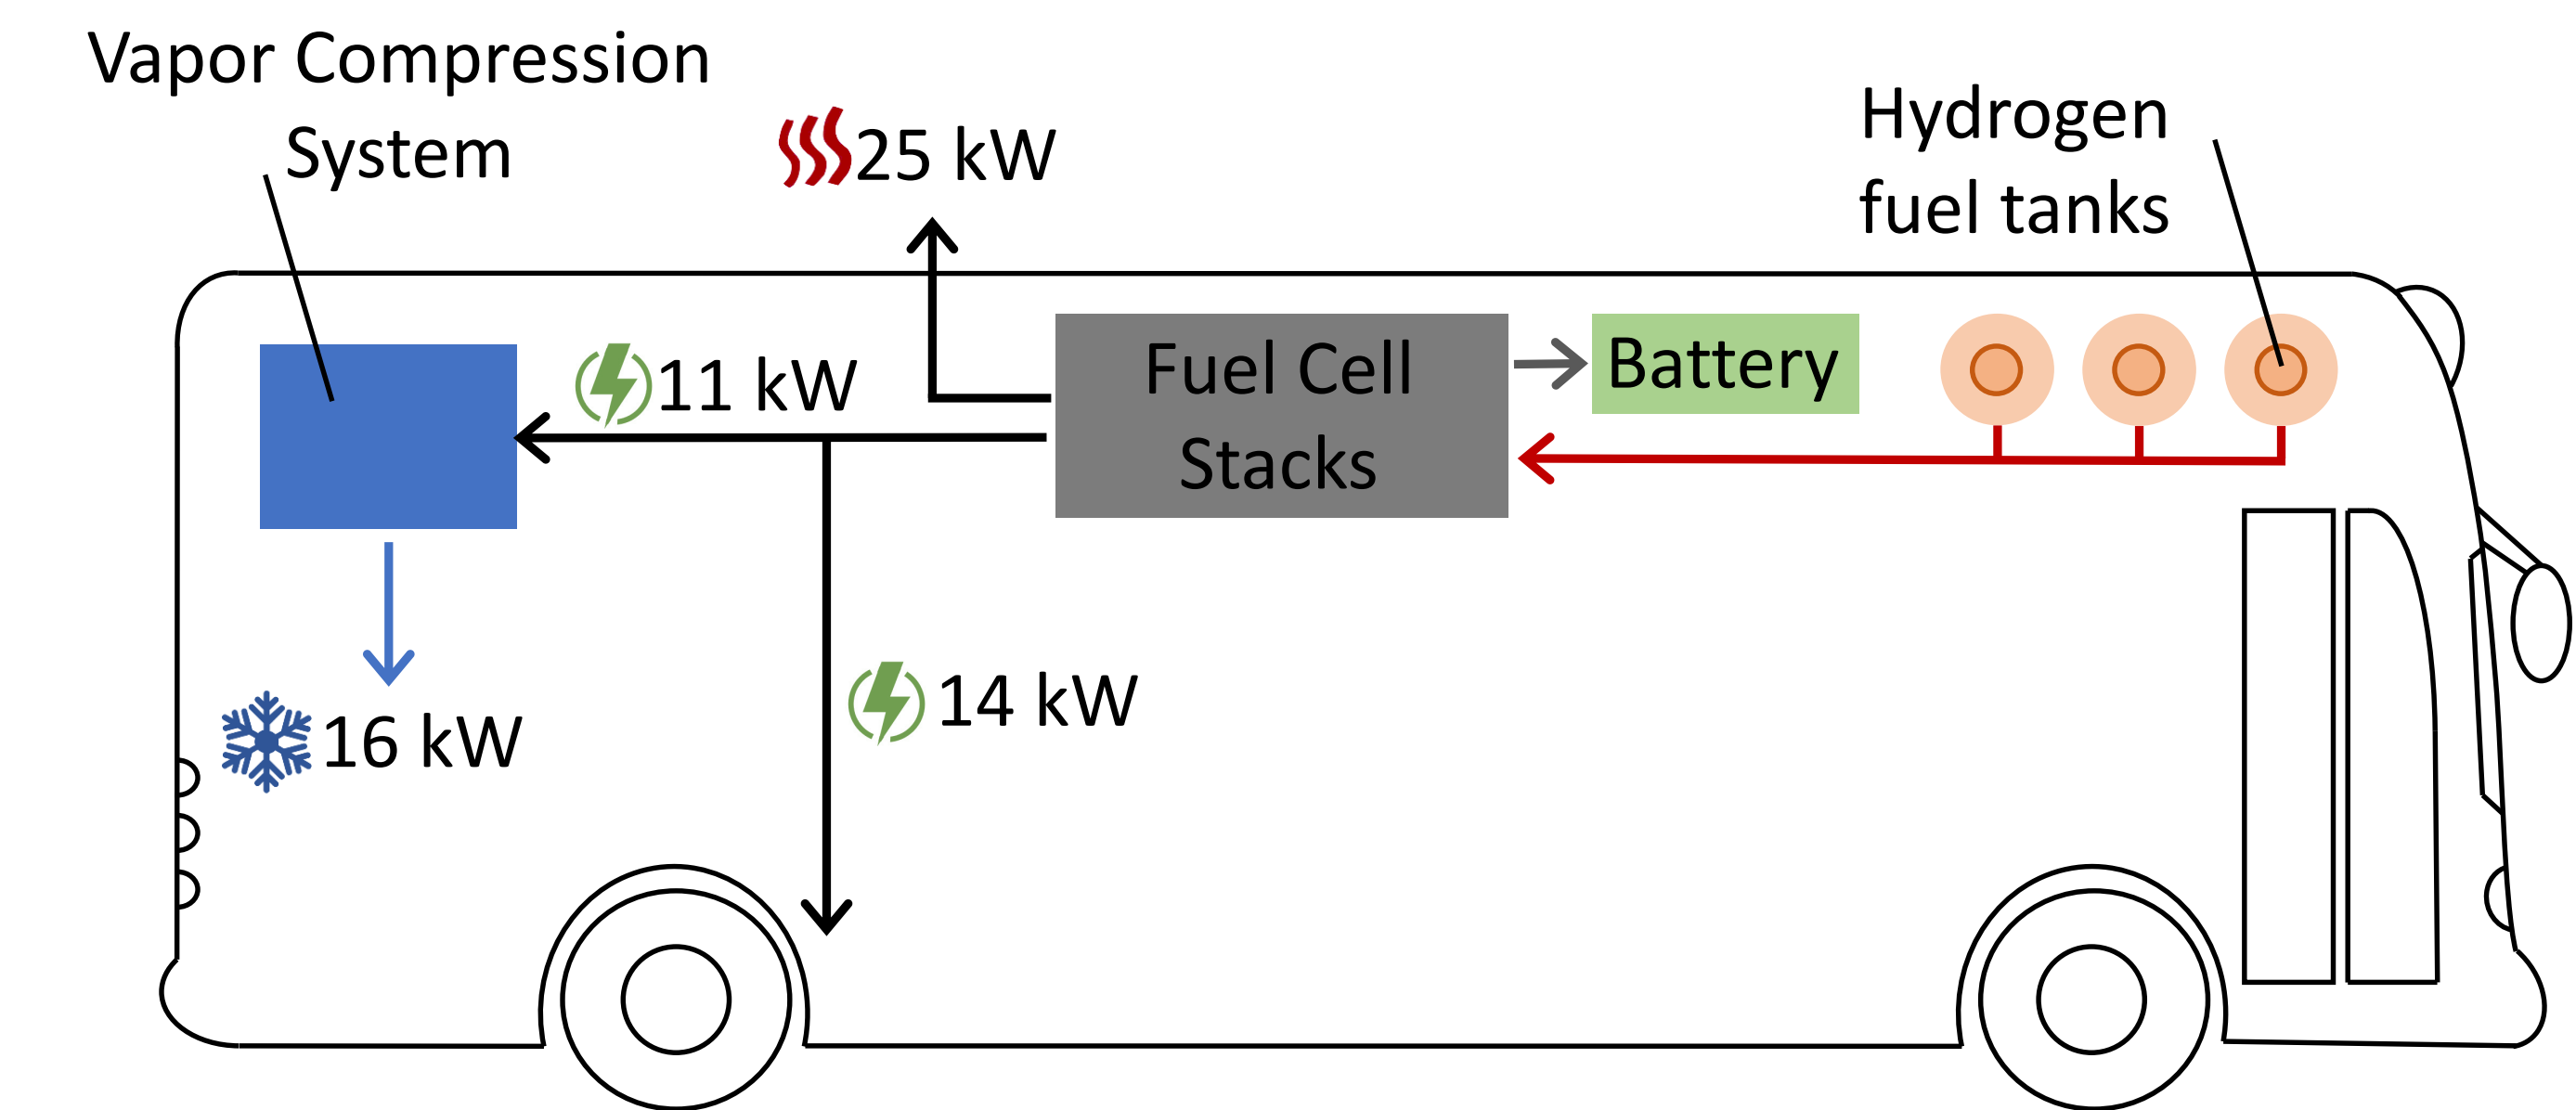 Vapor Compression
System
25 kW
Hydrogen
fuel tanks
11 kW
Fuel Cell
Stacks
Battery
14 kW
16 kW